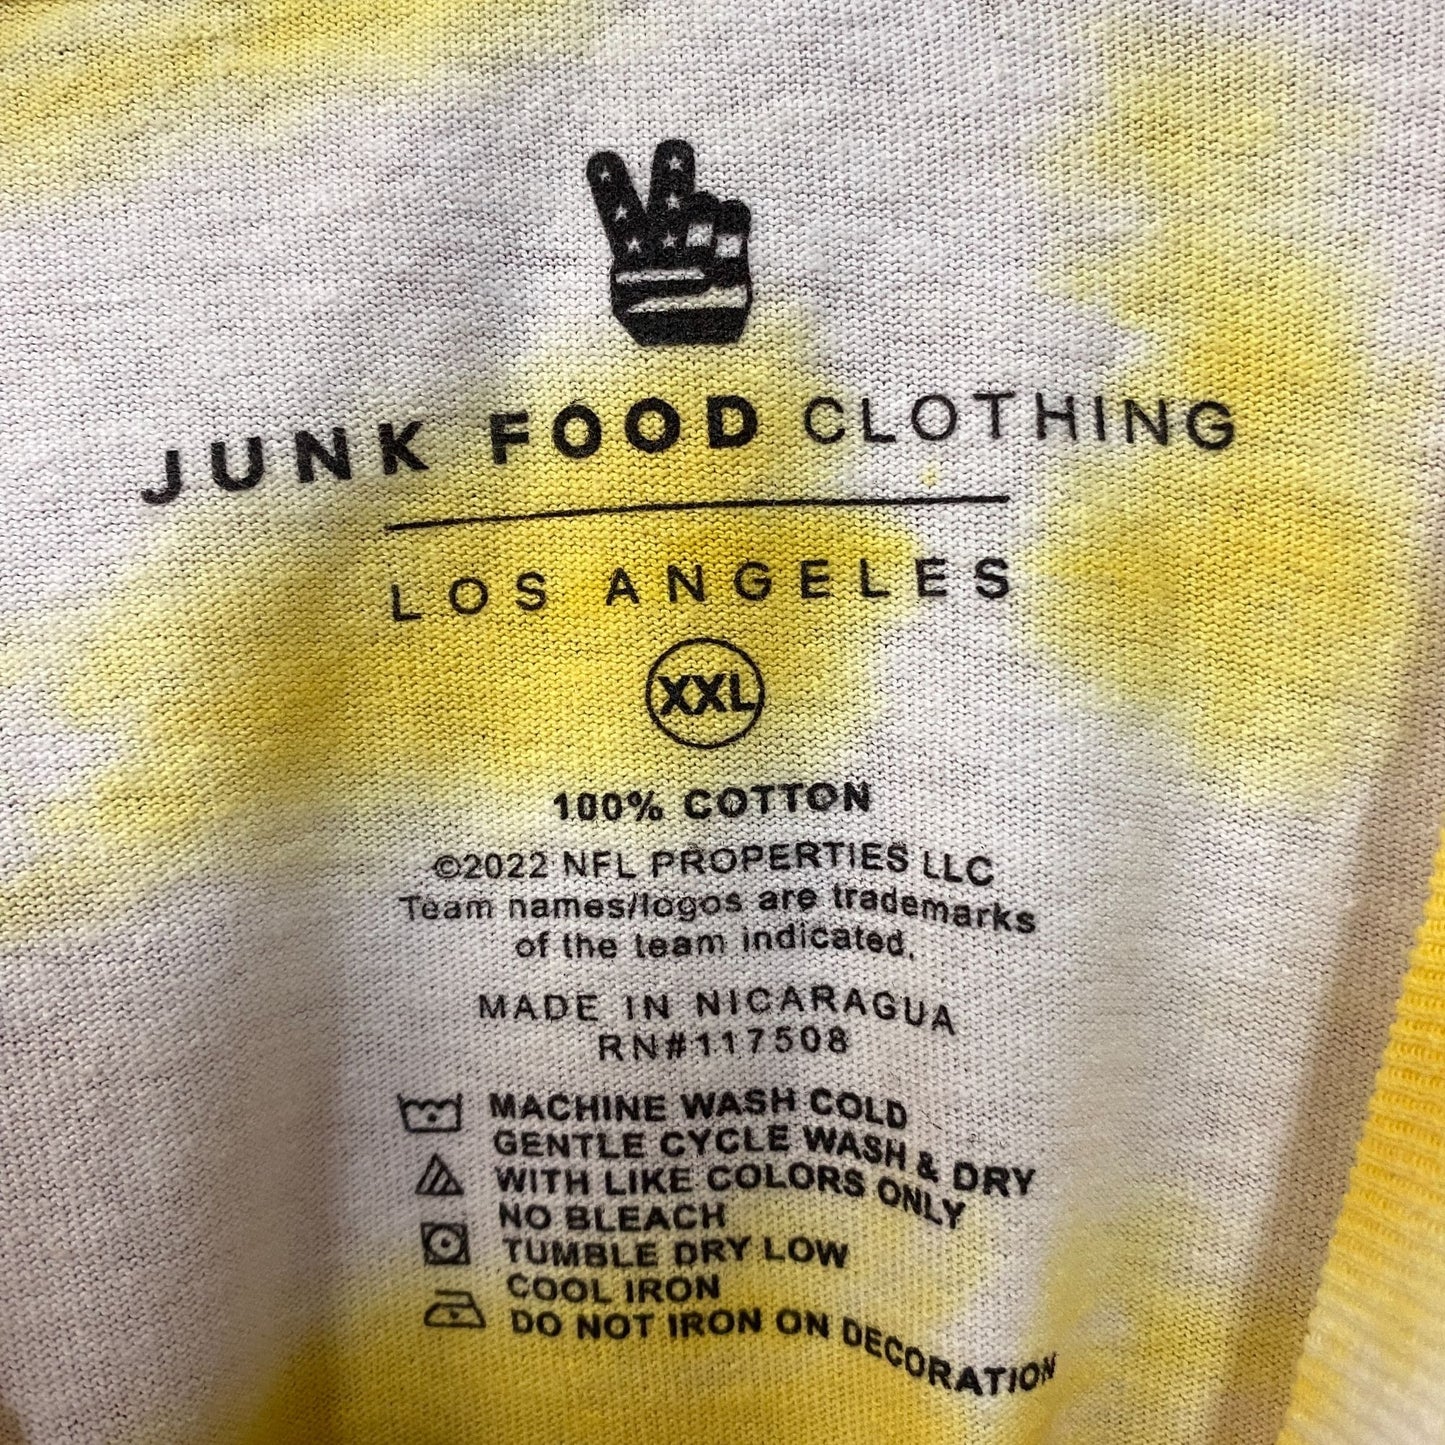 JUNK FOOD CLOTHING
LOS ANGELES
XXL
100% COTTON
©2022 NFL PROPERTIES LLC
Team names/logos are trademarks
of the team indicated.
MADE IN NICARAGUA
RN#117508
MACHINE WASH COLD
GENTLE CYCLE WASH & DRY
WITH LIKE COLORS ONLY
NO BLEACH
TUMBLE DRY LOW
COOL IRON
DO NOT IRON ON DECORATION